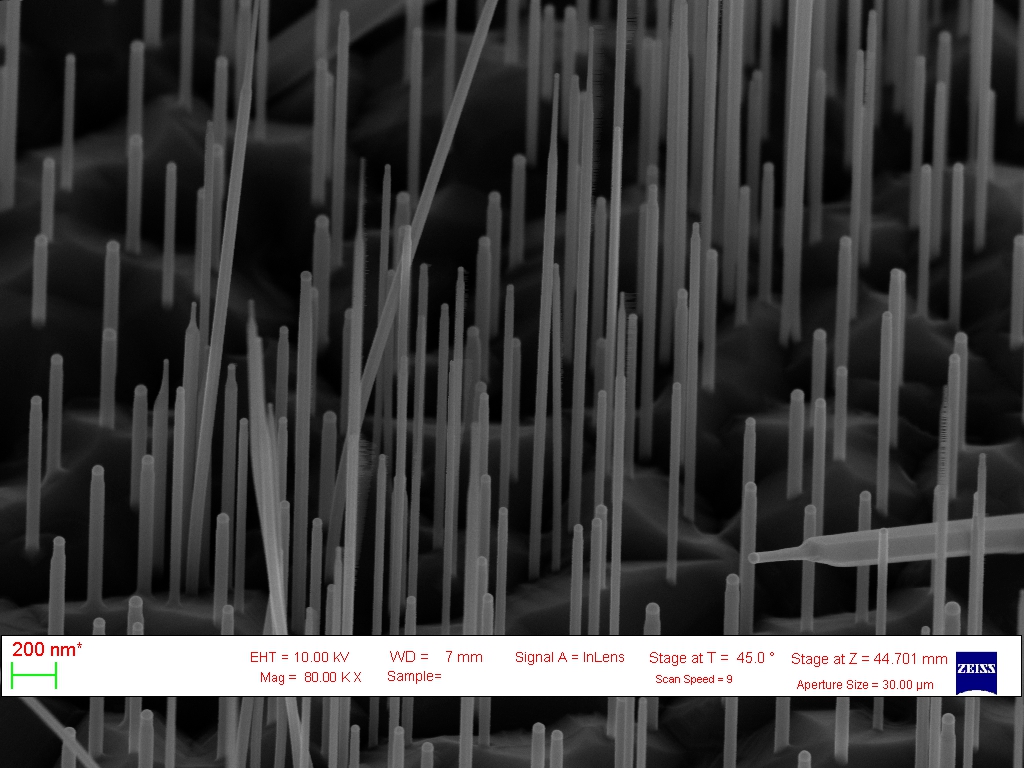 200 nm*
EHT = 10.00 kV WD = 7 mm Signal A = InLens Stage at T = 45.0 ° Stage at Z = 44.701 mm
Mag = 80.00 K X Sample= Scan Speed = 9 Aperture Size = 30.00 µm
ZEISS